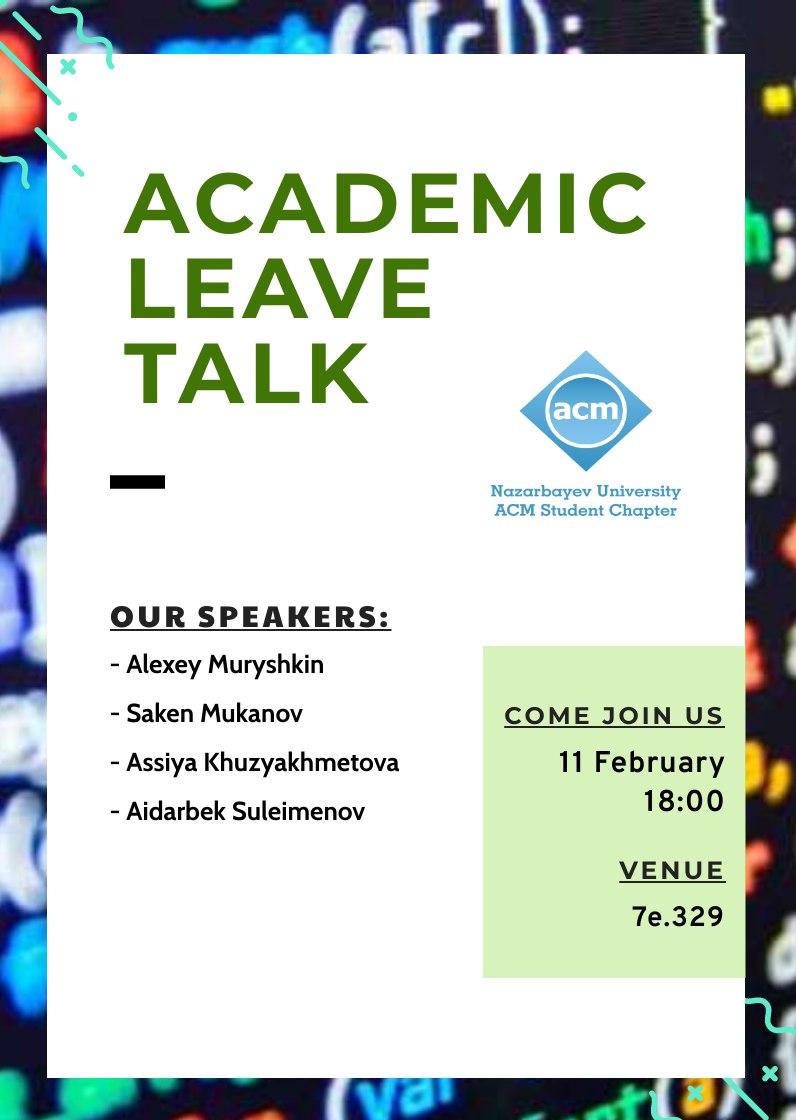 (a[c]);
ACADEMIC
LEAVE
TALK
acm
Nazarbayev University
ACM Student Chapter
OUR SPEAKERS:
- Alexey Muryshkin
- Saken Mukanov
- Assiya Khuzyakhmetova
- Aidarbek Suleimenov
COME JOIN US
11 February
18:00
VENUE
7e.329
var